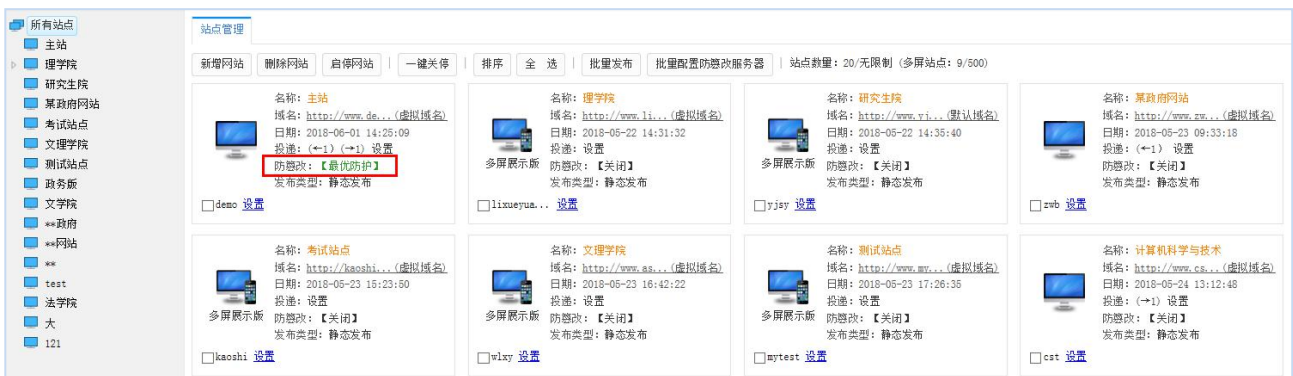 所有站点
主站
理学院
研究生院
某政府网站
考试站点
文理学院
测试站点
政务版
文学院
**政府
**网站
**
test
法学院
大
121
站点管理
新增网站 删除网站 启停网站 一键关停 排序 全 选 批量发布 批量配置防篡改服务器 站点数量：20/无限制（多屏站点：9/500）
名称：主站
域名：http://www.de...(虚拟域名)
日期：2018-06-01 14:25:09
投递：(←1) (→1) 设置
防篡改：【最优防护】
发布类型：静态发布
demo 设置
名称：理学院
域名：http://www.li...(虚拟域名)
日期：2018-05-22 14:31:32
投递：设置
多屏展示版 防篡改：【关闭】
发布类型：静态发布
lixueyua... 设置
名称：研究生院
域名：http://www.yj...(默认域名)
日期：2018-05-22 14:35:40
投递：设置
多屏展示版 防篡改：【关闭】
发布类型：静态发布
yjsy 设置
名称：某政府网站
域名：http://www.zw...(虚拟域名)
日期：2018-05-23 09:33:18
投递：(←1) 设置
防篡改：【关闭】
发布类型：静态发布
zwb 设置
名称：考试站点
域名：http://kaoshi...(虚拟域名)
日期：2018-05-23 15:23:50
投递：设置
多屏展示版 防篡改：【关闭】
发布类型：静态发布
kaoshi 设置
名称：文理学院
域名：http://www.as...(虚拟域名)
日期：2018-05-23 16:42:22
投递：设置
多屏展示版 防篡改：【关闭】
发布类型：静态发布
wlxy 设置
名称：测试站点
域名：http://www.my...(虚拟域名)
日期：2018-05-23 17:26:35
投递：设置
多屏展示版 防篡改：【关闭】
发布类型：静态发布
mytest 设置
名称：计算机科学与技术
域名：http://www.cs...(虚拟域名)
日期：2018-05-24 13:12:48
投递：(→1) 设置
防篡改：【关闭】
发布类型：静态发布
cst 设置